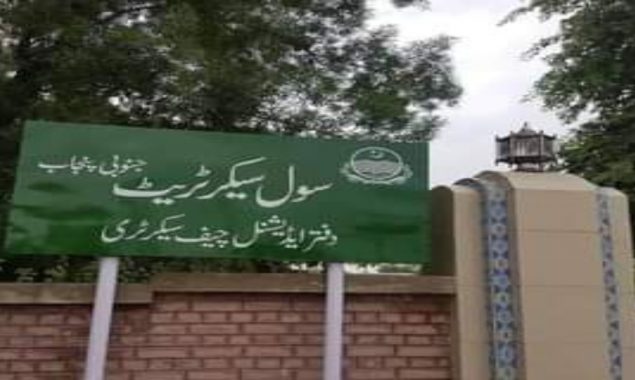 سول سیکرٹریٹ جنوبی پنجاب
دفتر ایڈیشنل چیف سیکرٹری